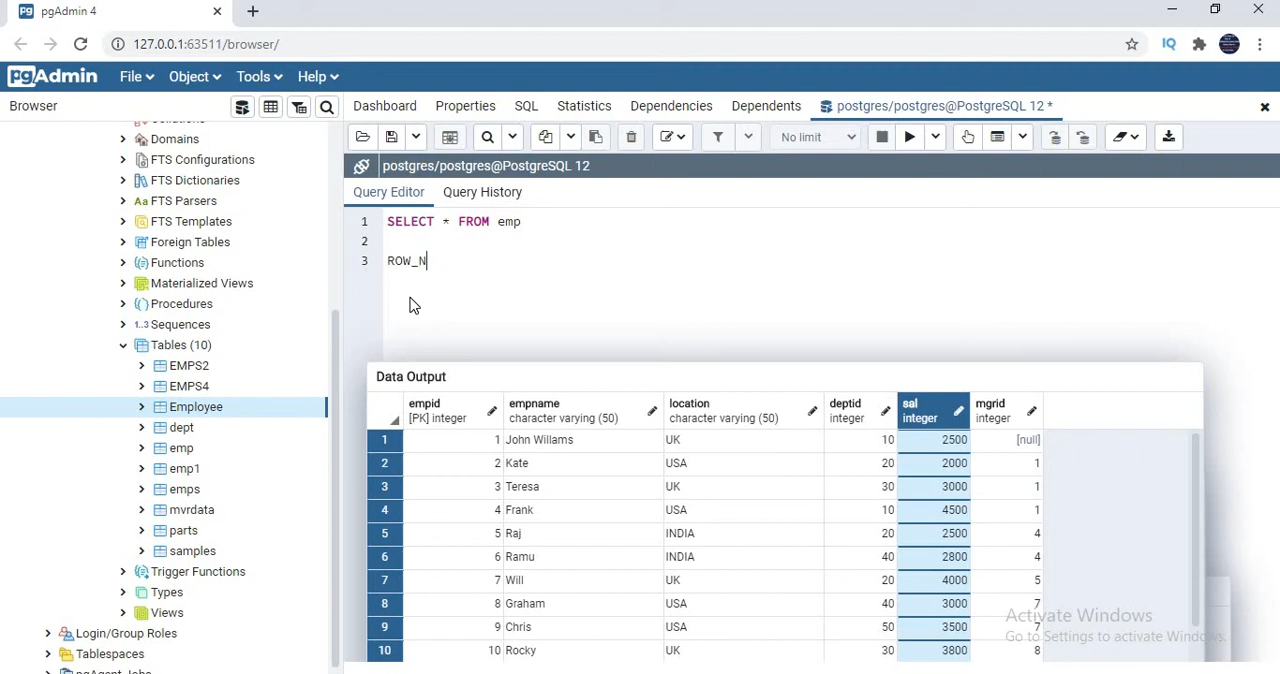 pgAdmin 4
127.0.0.1:63511/browser/
IQ
pgAdmin File Object Tools Help
Browser
Dashboard Properties SQL Statistics Dependencies Dependents postgres/postgres@PostgreSQL 12 *
No limit
postgres/postgres@PostgreSQL 12
Query Editor Query History
Domains
FTS Configurations
FTS Dictionaries
Aa FTS Parsers
FTS Templates
Foreign Tables
Functions
Materialized Views
Procedures
1..3 Sequences
Tables (10)
EMPS2
EMPS4
Employee
dept
emp
emp1
emps
mvrdata
parts
samples
Trigger Functions
Types
Views
Login/Group Roles
Tablespaces
pgAgent Jobs
1 SELECT * FROM emp
2
3 ROW_N
Data Output
empid [PK] integer empname character varying (50) location character varying (50) deptid integer sal integer mgrid integer
1 1 John Willams UK 10 2500 [null]
2 2 Kate USA 20 2000 1
3 3 Teresa UK 30 3000 1
4 4 Frank USA 10 4500 1
5 5 Raj INDIA 20 2500 4
6 6 Ramu INDIA 40 2800 4
7 7 Will UK 20 4000 5
8 8 Graham USA 40 3000 7
9 9 Chris USA 50 3500 7
10 10 Rocky UK 30 3800 8
Activate Windows
Go to Settings to activate Windows.